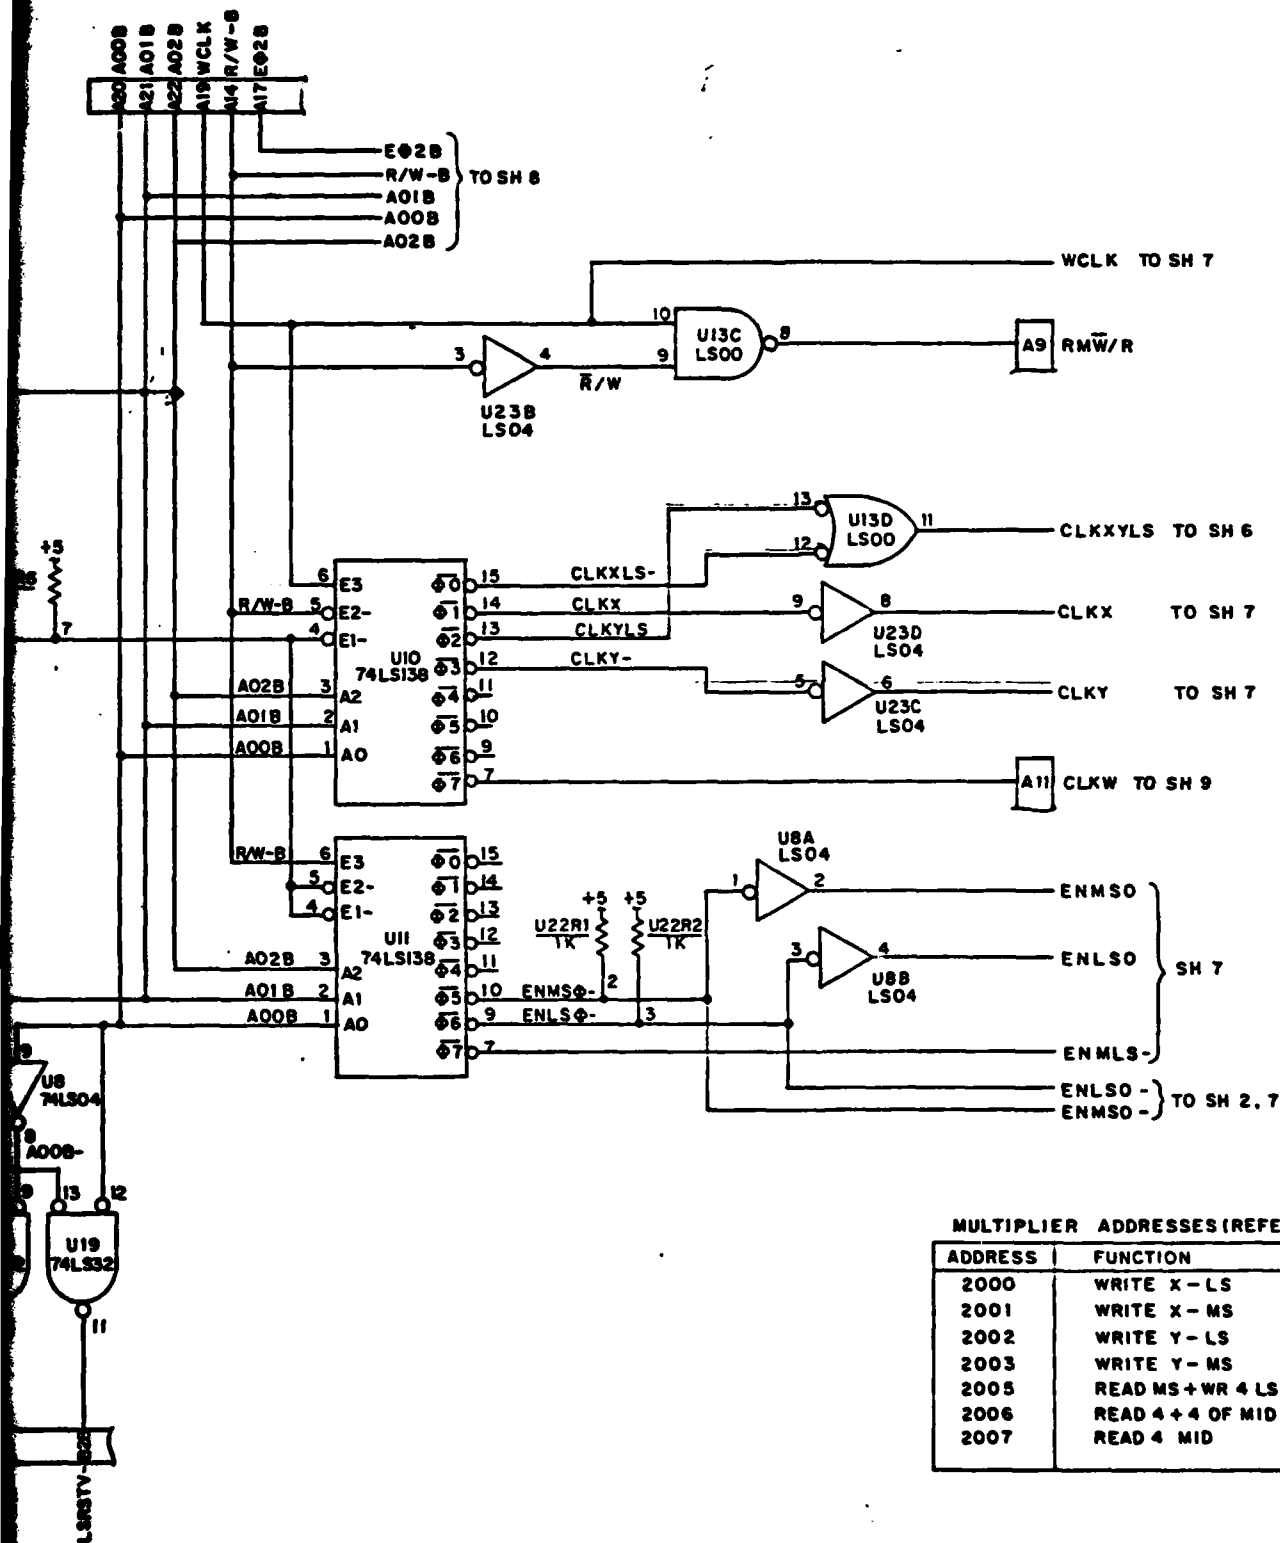 A00B
A01B
A02B
WCLK
R/W-B
EΦ2B
A20
A21
A22
A19
A14
A17
EΦ2B
R/W-B
A01B
A00B
A02B
TO SH 8
WCLK TO SH 7
10
9
U13C
LS00
8
A9
RMW̅/R
3
4
R̅/W
U23B
LS04
13
12
U13D
LS00
11
CLKXYLS TO SH 6
+5
7
R/W-B
6
5
4
E3
E2-
E1-
U10
74LS138
A02B
3
A2
A01B
2
A1
A00B
1
A0
Φ0
15
CLKXLS-
Φ1
14
CLKX
Φ2
13
CLKYLS
Φ3
12
CLKY-
Φ4
11
Φ5
10
Φ6
9
Φ7
7
9
8
U23D
LS04
CLKX TO SH 7
5
6
U23C
LS04
CLKY TO SH 7
A11
CLKW TO SH 9
R/W-B
6
5
4
E3
E2-
E1-
U11
74LS138
A02B
3
A2
A01B
2
A1
A00B
1
A0
Φ0
15
Φ1
14
Φ2
13
Φ3
12
Φ4
11
Φ5
10
ENMSΦ-
Φ6
9
ENLSΦ-
Φ7
7
+5
+5
U22R1
1K
U22R2
1K
2
3
U8A
LS04
1
2
ENMSO
3
4
U8B
LS04
ENLSO
SH 7
ENMLS-
ENLSO -
ENMSO -
TO SH 2, 7
9
U8
74LS04
8
A00B-
9
13
12
U19
74LS32
11
LSRSTV-
MULTIPLIER ADDRESSES (REFE
ADDRESS FUNCTION
2000 WRITE X - LS
2001 WRITE X - MS
2002 WRITE Y - LS
2003 WRITE Y - MS
2005 READ MS + WR 4 LS
2006 READ 4 + 4 OF MID
2007 READ 4 MID